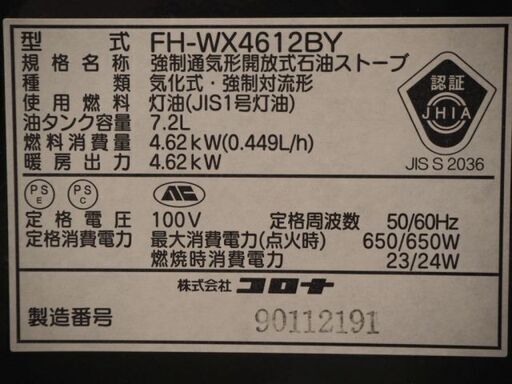 型式 FH-WX4612BY
規格名称 強制通気形開放式石油ストーブ
種類 気化式・強制対流形
使用燃料 灯油(JIS1号灯油)
油タンク容量 7.2L
燃料消費量 4.62kW(0.449L/h)
暖房出力 4.62kW
認証
JHIA
JIS S 2036
PS E
PS C
定格電圧 100V 定格周波数 50/60Hz
定格消費電力 最大消費電力(点火時) 650/650W
燃焼時消費電力 23/24W
株式会社 コロナ
製造番号 90112191